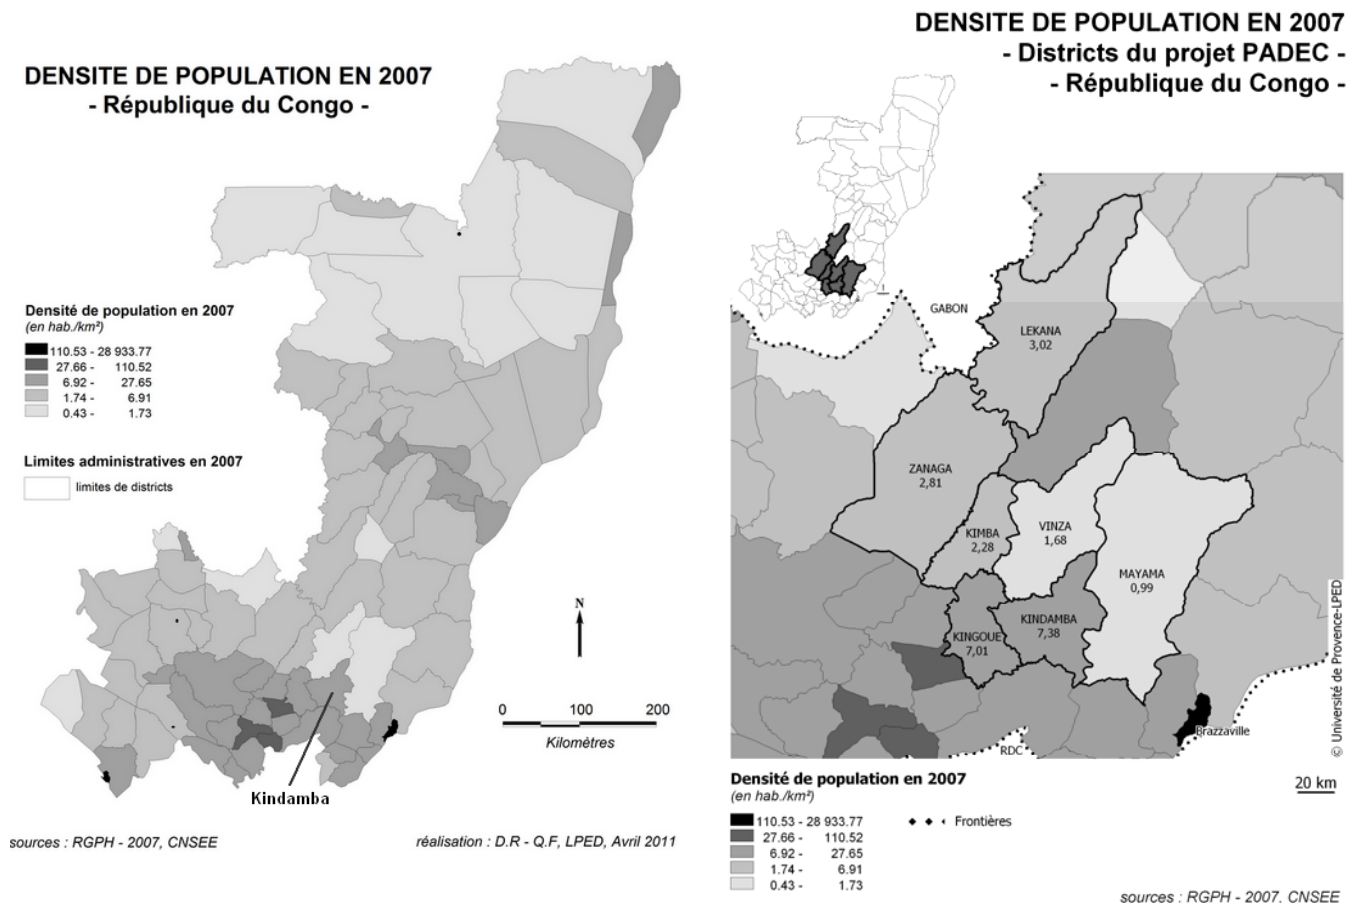 DENSITE DE POPULATION EN 2007
- République du Congo -
Densité de population en 2007
(en hab./km²)
110.53 - 28 933.77
27.66 - 110.52
6.92 - 27.65
1.74 - 6.91
0.43 - 1.73
Limites administratives en 2007
limites de districts
N
0 100 200
Kilomètres
Kindamba
sources : RGPH - 2007, CNSEE
réalisation : D.R - Q.F, LPED, Avril 2011
DENSITE DE POPULATION EN 2007
- Districts du projet PADEC -
- République du Congo -
GABON
LEKANA
3,02
ZANAGA
2,81
KIMBA
2,28
VINZA
1,68
MAYAMA
0,99
KINDAMBA
7,38
KINGOUE
7,01
Brazzaville
RDC
© Université de Provence-LPED
Densité de population en 2007
(en hab./km²)
110.53 - 28 933.77
27.66 - 110.52
6.92 - 27.65
1.74 - 6.91
0.43 - 1.73
Frontières
20 km
sources : RGPH - 2007, CNSEE